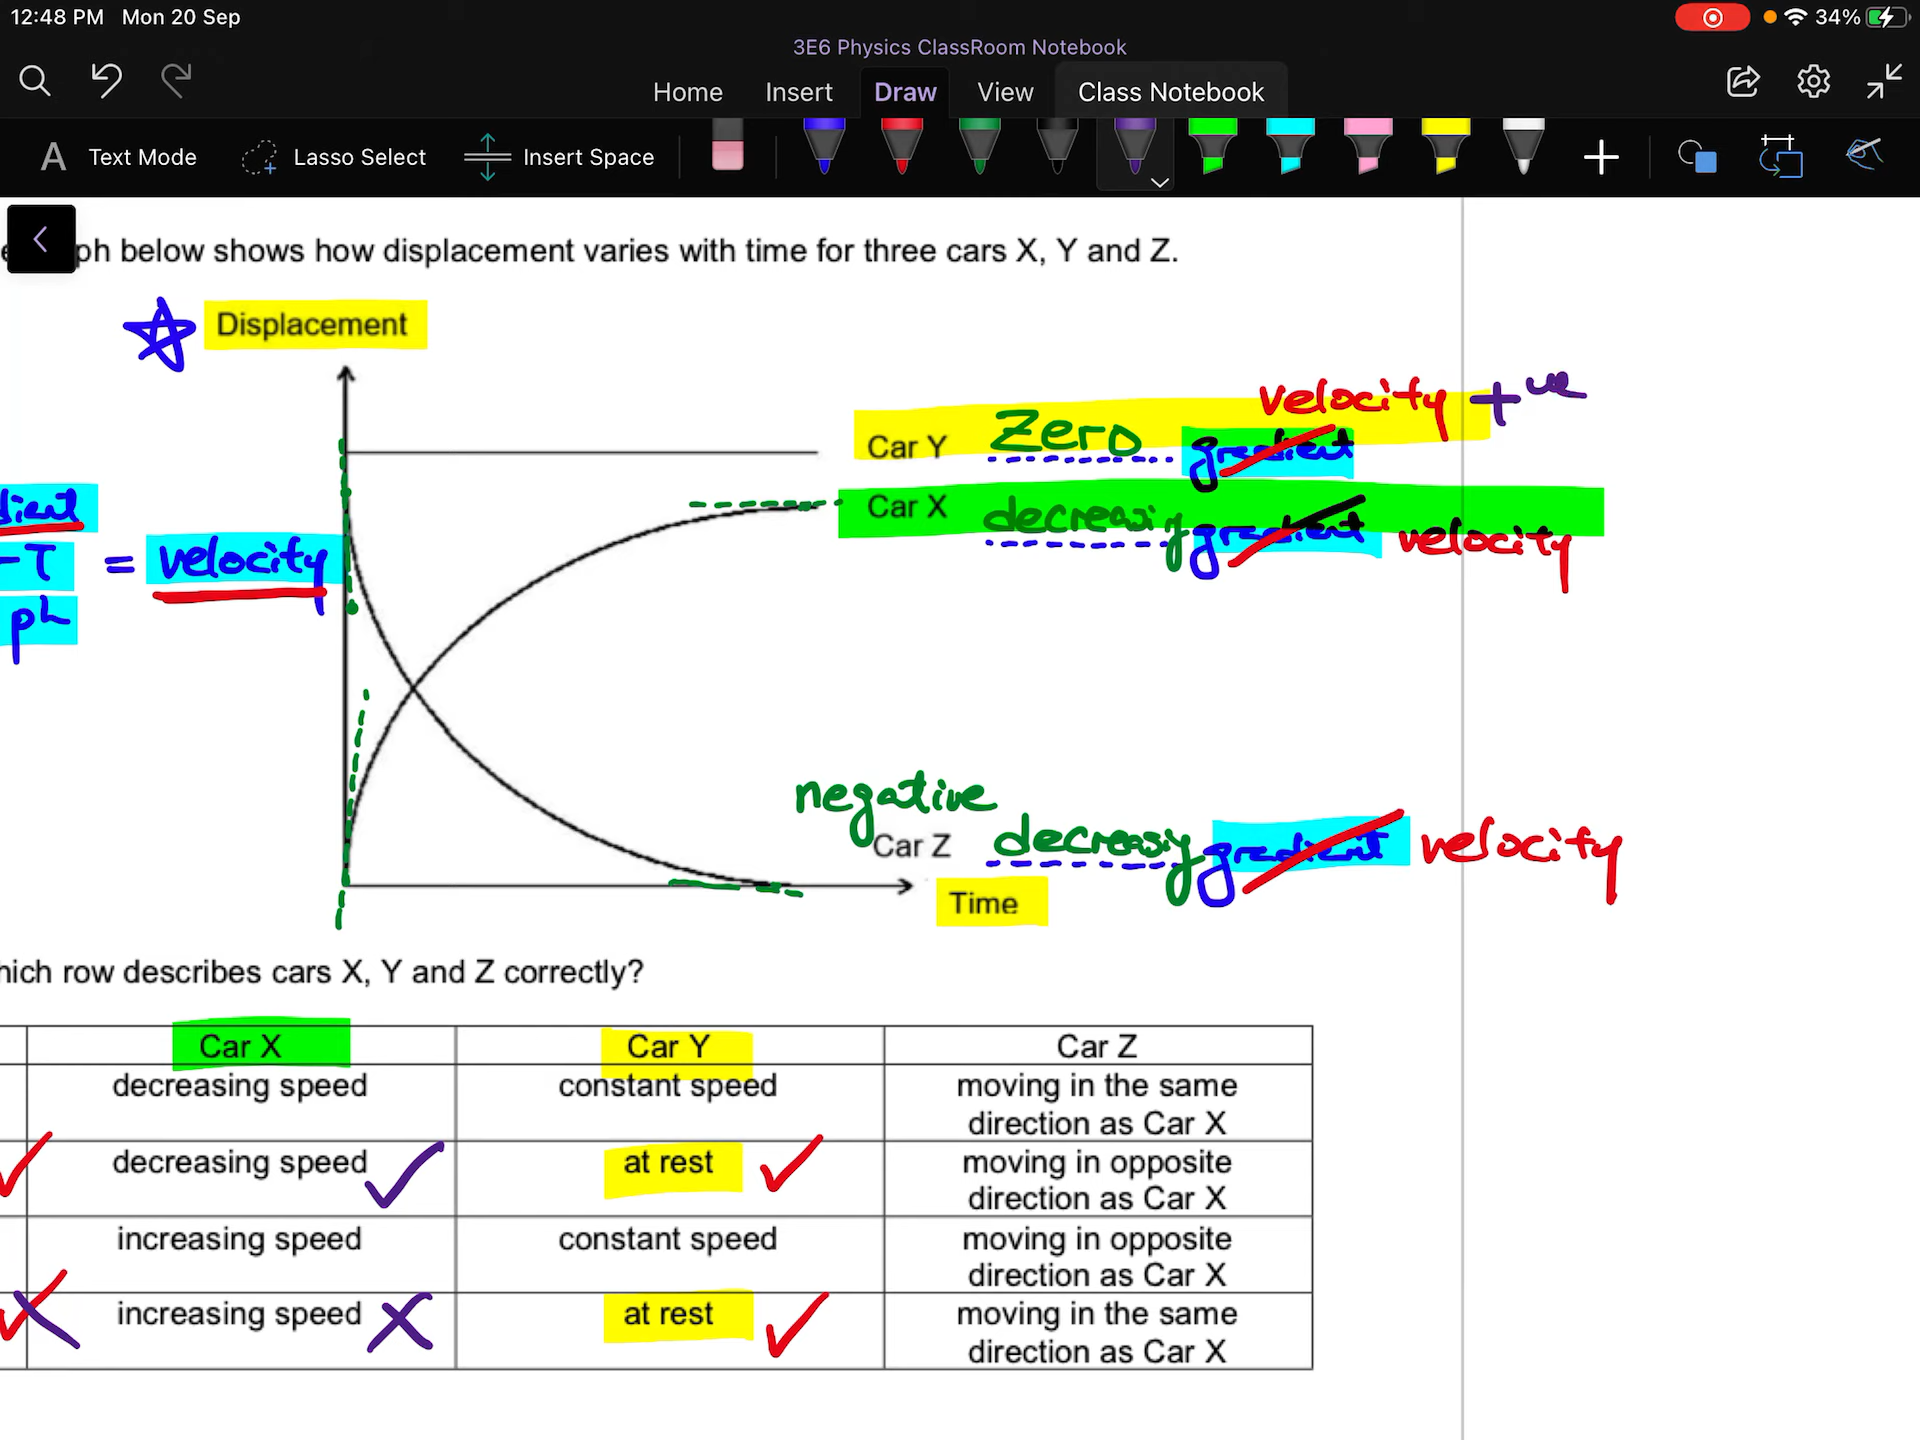 12:48 PM Mon 20 Sep
34%
3E6 Physics ClassRoom Notebook
Home Insert Draw View Class Notebook
A Text Mode Lasso Select Insert Space
ph below shows how displacement varies with time for three cars X, Y and Z.
Displacement
velocity +ve
Car Y Zero gradient
Car X decreasing gradient velocity
dient
-T = velocity
ph
negative
Car Z decreasing gradient velocity
Time
hich row describes cars X, Y and Z correctly?
Car X Car Y Car Z
decreasing speed constant speed moving in the same
direction as Car X
decreasing speed at rest moving in opposite
direction as Car X
increasing speed constant speed moving in opposite
direction as Car X
increasing speed at rest moving in the same
direction as Car X